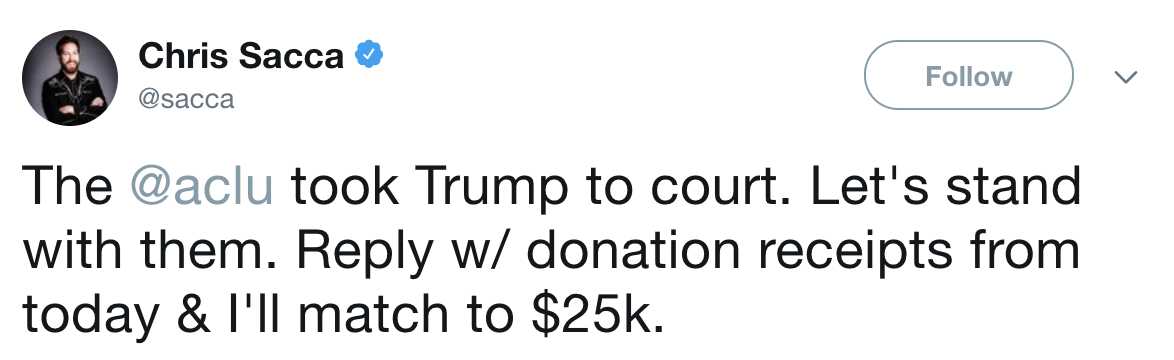 Chris Sacca
@sacca
Follow
The @aclu took Trump to court. Let's stand
with them. Reply w/ donation receipts from
today & I'll match to $25k.